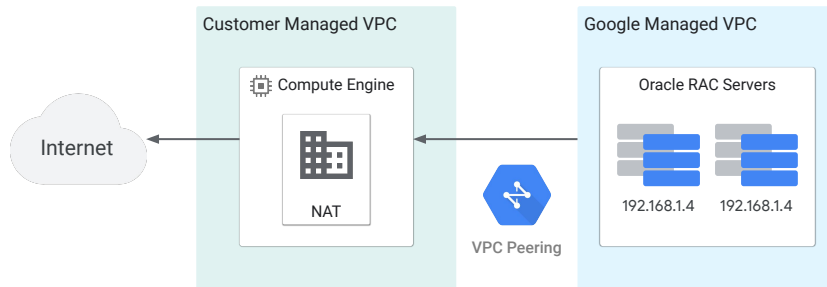 Customer Managed VPC
Google Managed VPC
Compute Engine
Oracle RAC Servers
Internet
NAT
192.168.1.4
192.168.1.4
VPC Peering